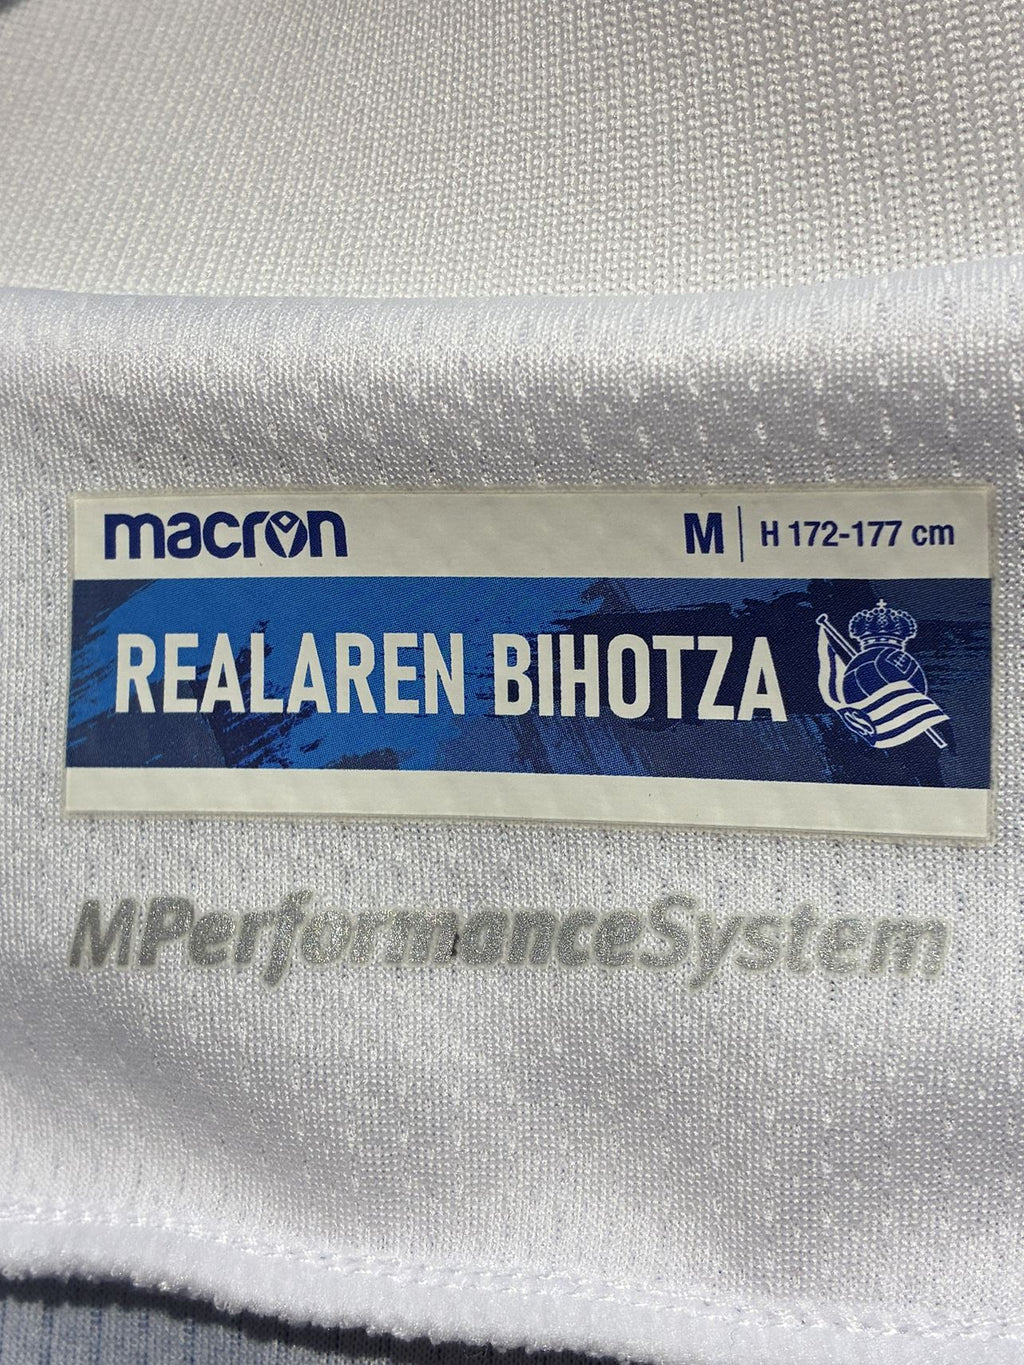 macron M H 172-177 cm
REALAREN BIHOTZA
MPerformanceSystem